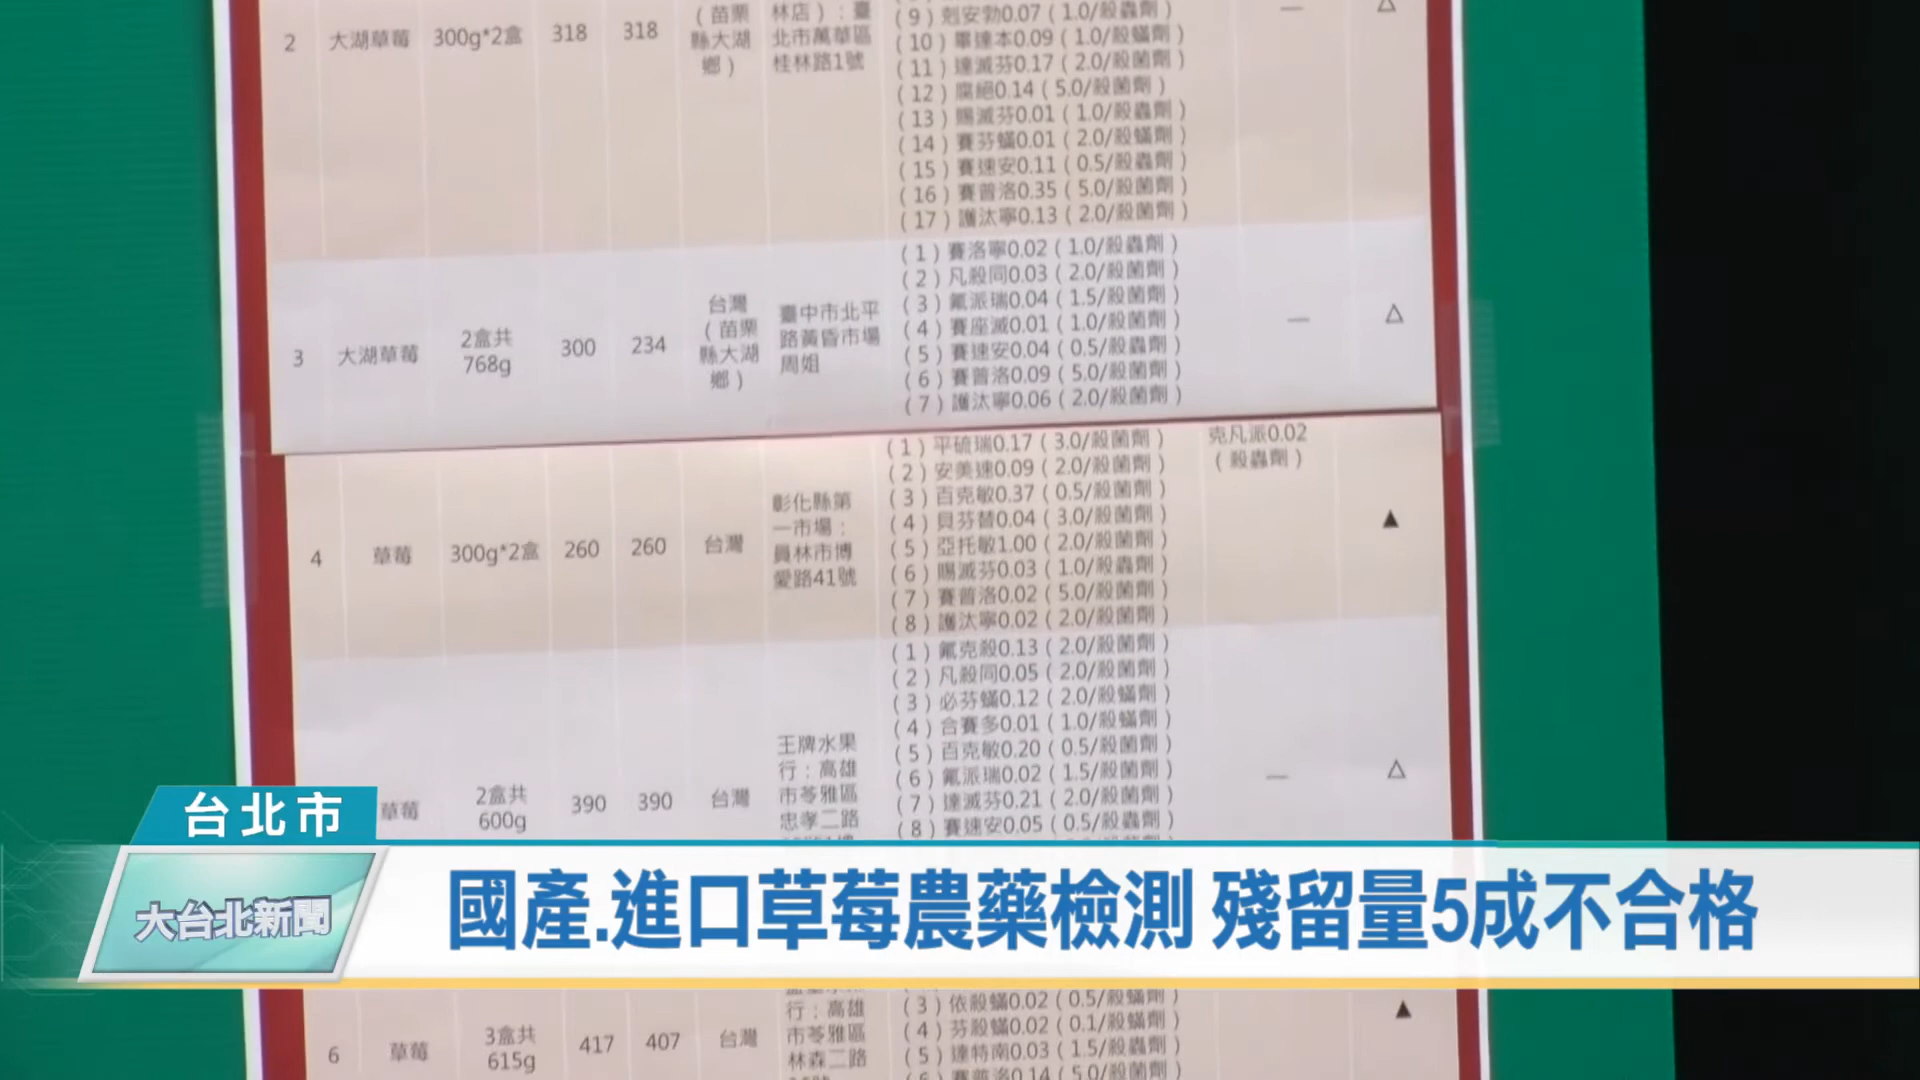 2 大湖草莓 300g*2盒 318 318
（苗栗
縣大湖
鄉）
林店）：臺
北市萬華區
桂林路1號
（9）剋安勃0.07（1.0/殺蟲劑）
（10）畢達本0.09（1.0/殺蟎劑）
（11）達滅芬0.17（2.0/殺菌劑）
（12）腐絕0.14（5.0/殺菌劑）
（13）賜滅芬0.01（1.0/殺蟲劑）
（14）賽芬蟎0.01（2.0/殺蟎劑）
（15）賽速安0.11（0.5/殺蟲劑）
（16）賽普洛0.35（5.0/殺菌劑）
（17）護汰寧0.13（2.0/殺菌劑）
— △
3 大湖草莓
2盒共
768g
300 234
台灣
（苗栗
縣大湖
鄉）
臺中市北平
路黃昏市場
周姐
（1）賽洛寧0.02（1.0/殺蟲劑）
（2）凡殺同0.03（2.0/殺菌劑）
（3）氟派瑞0.04（1.5/殺菌劑）
（4）賽座滅0.01（1.0/殺菌劑）
（5）賽速安0.04（0.5/殺蟲劑）
（6）賽普洛0.09（5.0/殺菌劑）
（7）護汰寧0.06（2.0/殺菌劑）
— △
4 草莓 300g*2盒 260 260 台灣
彰化縣第
一市場：
員林市博
愛路41號
（1）平硫瑞0.17（3.0/殺菌劑）
（2）安美速0.09（2.0/殺菌劑）
（3）百克敏0.37（0.5/殺菌劑）
（4）貝芬替0.04（3.0/殺菌劑）
（5）亞托敏1.00（2.0/殺菌劑）
（6）賜滅芬0.03（1.0/殺蟲劑）
（7）賽普洛0.02（5.0/殺菌劑）
（8）護汰寧0.02（2.0/殺菌劑）
克凡派0.02
（殺蟲劑）
▲
草莓
2盒共
600g
390 390 台灣
王牌水果
行：高雄
市苓雅區
忠孝二路
（1）氟克殺0.13（2.0/殺菌劑）
（2）凡殺同0.05（2.0/殺菌劑）
（3）必芬蟎0.12（2.0/殺蟎劑）
（4）合賽多0.01（1.0/殺蟎劑）
（5）百克敏0.20（0.5/殺菌劑）
（6）氟派瑞0.02（1.5/殺菌劑）
（7）達滅芬0.21（2.0/殺菌劑）
（8）賽速安0.05（0.5/殺蟲劑）
— △
台北市
大台北新聞
國產.進口草莓農藥檢測 殘留量5成不合格
6 草莓
3盒共
615g
417 407 台灣
行：高雄
市苓雅區
林森二路
（3）依殺蟎0.02（0.5/殺蟎劑）
（4）芬殺蟎0.02（0.1/殺蟎劑）
（5）達特南0.03（1.5/殺蟲劑）
（6）賽普洛0.14（5.0/殺菌劑）
▲